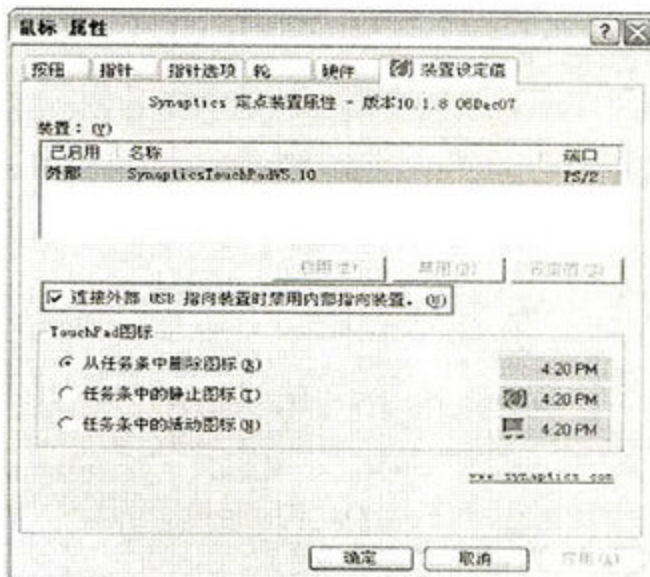 鼠标 属性
按钮 指针 指针选项 轮 硬件 装置设定值
Synaptics 定点装置属性 - 版本10.1.8 06Dec07
装置：(Y)
已启用 名称 端口
外部 SynapticsTouchPadV5.10 PS/2
启用(E) 禁用(D) 设定值(S)
连接外部 USB 指向装置时禁用内部指向装置。(U)
TouchPad图标
从任务条中删除图标(R) 4:20 PM
任务条中的静止图标(T) 4:20 PM
任务条中的活动图标(N) 4:20 PM
www.synaptics.com
确定 取消 应用(A)